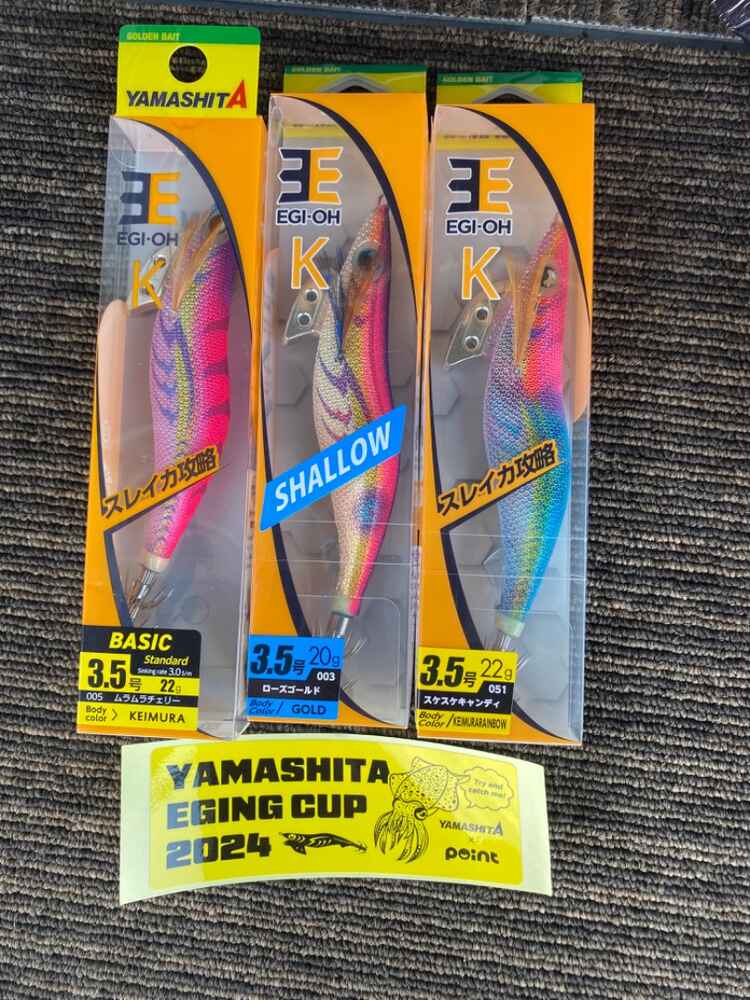 GOLDEN BAIT
YAMASHITA
EGI-OH
K
スレイカ攻略
BASIC
Standard
3.5号
Sinking rate 3.0s/m
22g
005 ムラムラチェリー
Body color > KEIMURA
GOLDEN BAIT
EGI-OH
K
SHALLOW
3.5号 20g
003
ローズゴールド
Body Color / GOLD
GOLDEN BAIT
EGI-OH
K
スレイカ攻略
3.5号 22g
051
スケスケキャンディ
Body Color / KEIMURARAINBOW
YAMASHITA
EGING CUP
2024
Try and
catch me!
YAMASHITA
×
point